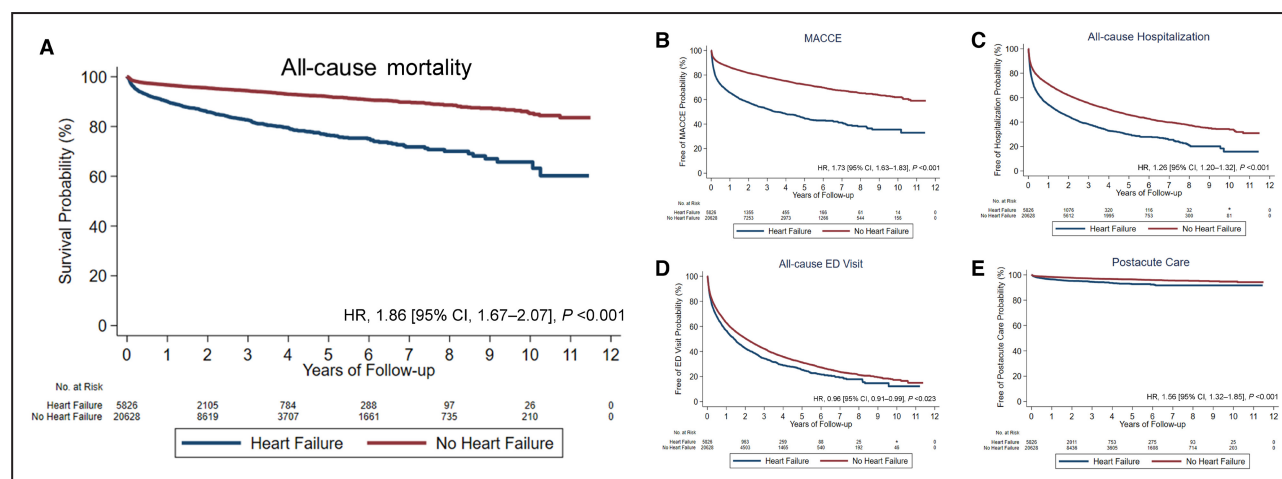 A
All-cause mortality
Survival Probability (%)
100
80
60
40
20
0
HR, 1.86 [95% CI, 1.67–2.07], P <0.001
0 1 2 3 4 5 6 7 8 9 10 11 12
Years of Follow-up
No. at Risk
Heart Failure 5826 2105 784 288 97 26 0
No Heart Failure 20628 8619 3707 1661 735 210 0
Heart Failure No Heart Failure
B
MACCE
Free of MACCE Probability (%)
100
80
60
40
20
0
HR, 1.73 [95% CI, 1.63–1.83], P <0.001
0 1 2 3 4 5 6 7 8 9 10 11 12
Years of Follow-up
No. at Risk
Heart Failure 5826 1355 455 166 61 14 0
No Heart Failure 20628 7253 2973 1266 544 156 0
Heart Failure No Heart Failure
C
All-cause Hospitalization
Free of Hospitalization Probability (%)
100
80
60
40
20
0
HR, 1.26 [95% CI, 1.20–1.32], P <0.001
0 1 2 3 4 5 6 7 8 9 10 11 12
Years of Follow-up
No. at Risk
Heart Failure 5826 1076 320 116 32 * 0
No Heart Failure 20628 5612 1995 753 300 81 0
Heart Failure No Heart Failure
D
All-cause ED Visit
Free of ED Visit Probability (%)
100
80
60
40
20
0
HR, 0.96 [95% CI, 0.91–0.99], P <0.023
0 1 2 3 4 5 6 7 8 9 10 11 12
Years of Follow-up
No. at Risk
Heart Failure 5826 963 259 88 25 * 0
No Heart Failure 20628 4503 1465 540 192 45 0
Heart Failure No Heart Failure
E
Postacute Care
Free of Postacute Care Probability (%)
100
80
60
40
20
0
HR, 1.56 [95% CI, 1.32–1.85], P <0.001
0 1 2 3 4 5 6 7 8 9 10 11 12
Years of Follow-up
No. at Risk
Heart Failure 5826 2011 753 275 93 25 0
No Heart Failure 20628 8436 3605 1608 714 203 0
Heart Failure No Heart Failure